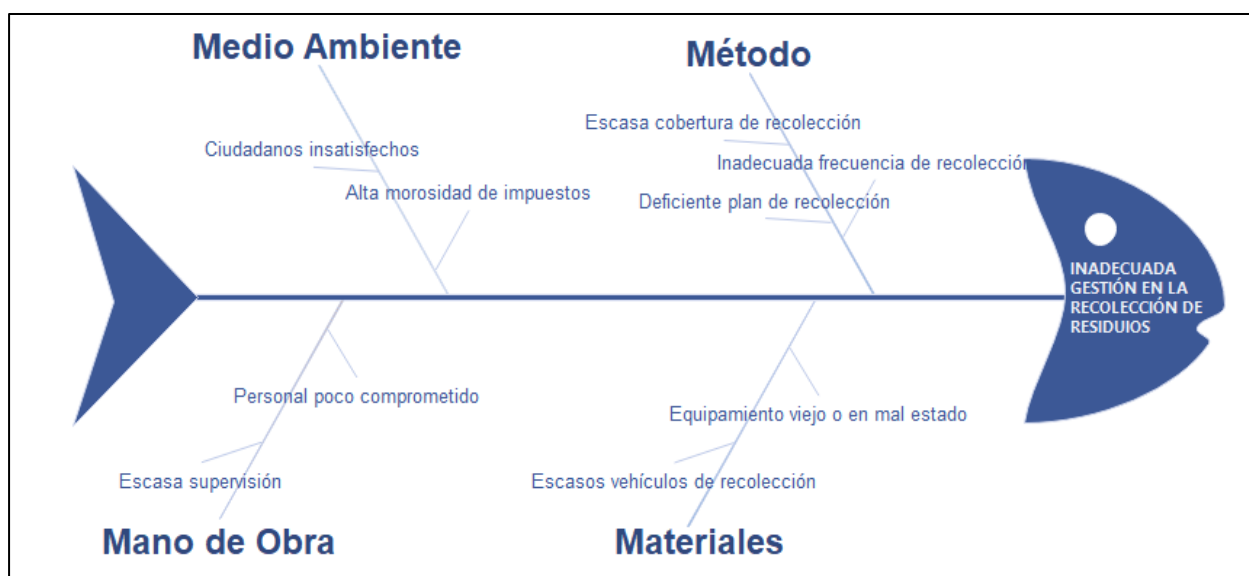 Medio Ambiente
Método
Escasa cobertura de recolección
Ciudadanos insatisfechos
Inadecuada frecuencia de recolección
Alta morosidad de impuestos
Deficiente plan de recolección
INADECUADA
GESTIÓN EN LA
RECOLECCIÓN DE
RESIDUIOS
Personal poco comprometido
Equipamiento viejo o en mal estado
Escasa supervisión
Escasos vehículos de recolección
Mano de Obra
Materiales